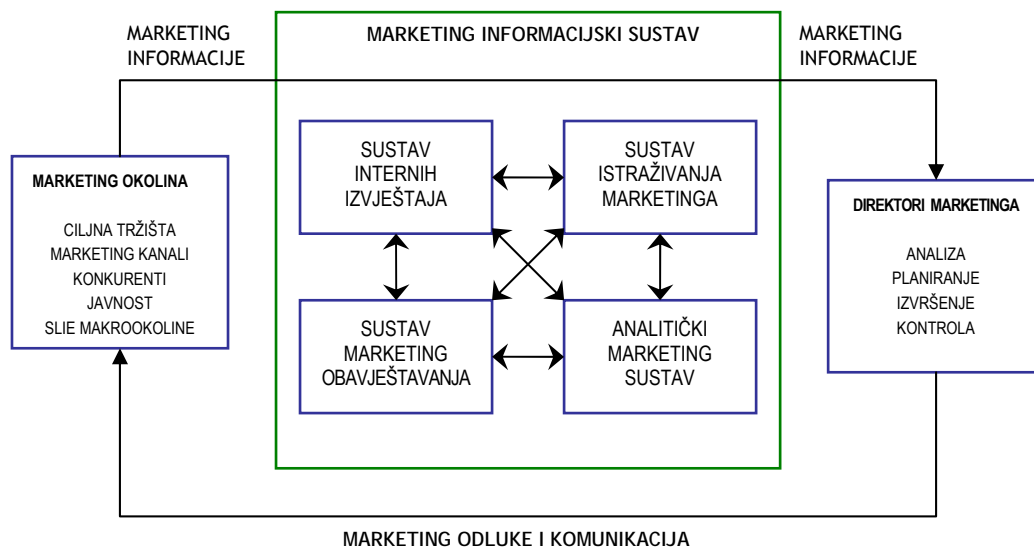 MARKETING
INFORMACIJE
MARKETING INFORMACIJSKI SUSTAV
MARKETING
INFORMACIJE
MARKETING OKOLINA
CILJNA TRŽIŠTA
MARKETING KANALI
KONKURENTI
JAVNOST
SLIE MAKROOKOLINE
SUSTAV
INTERNIH
IZVJEŠTAJA
SUSTAV
ISTRAŽIVANJA
MARKETINGA
SUSTAV
MARKETING
OBAVJEŠTAVANJA
ANALITIČKI
MARKETING
SUSTAV
DIREKTORI MARKETINGA
ANALIZA
PLANIRANJE
IZVRŠENJE
KONTROLA
MARKETING ODLUKE I KOMUNIKACIJA